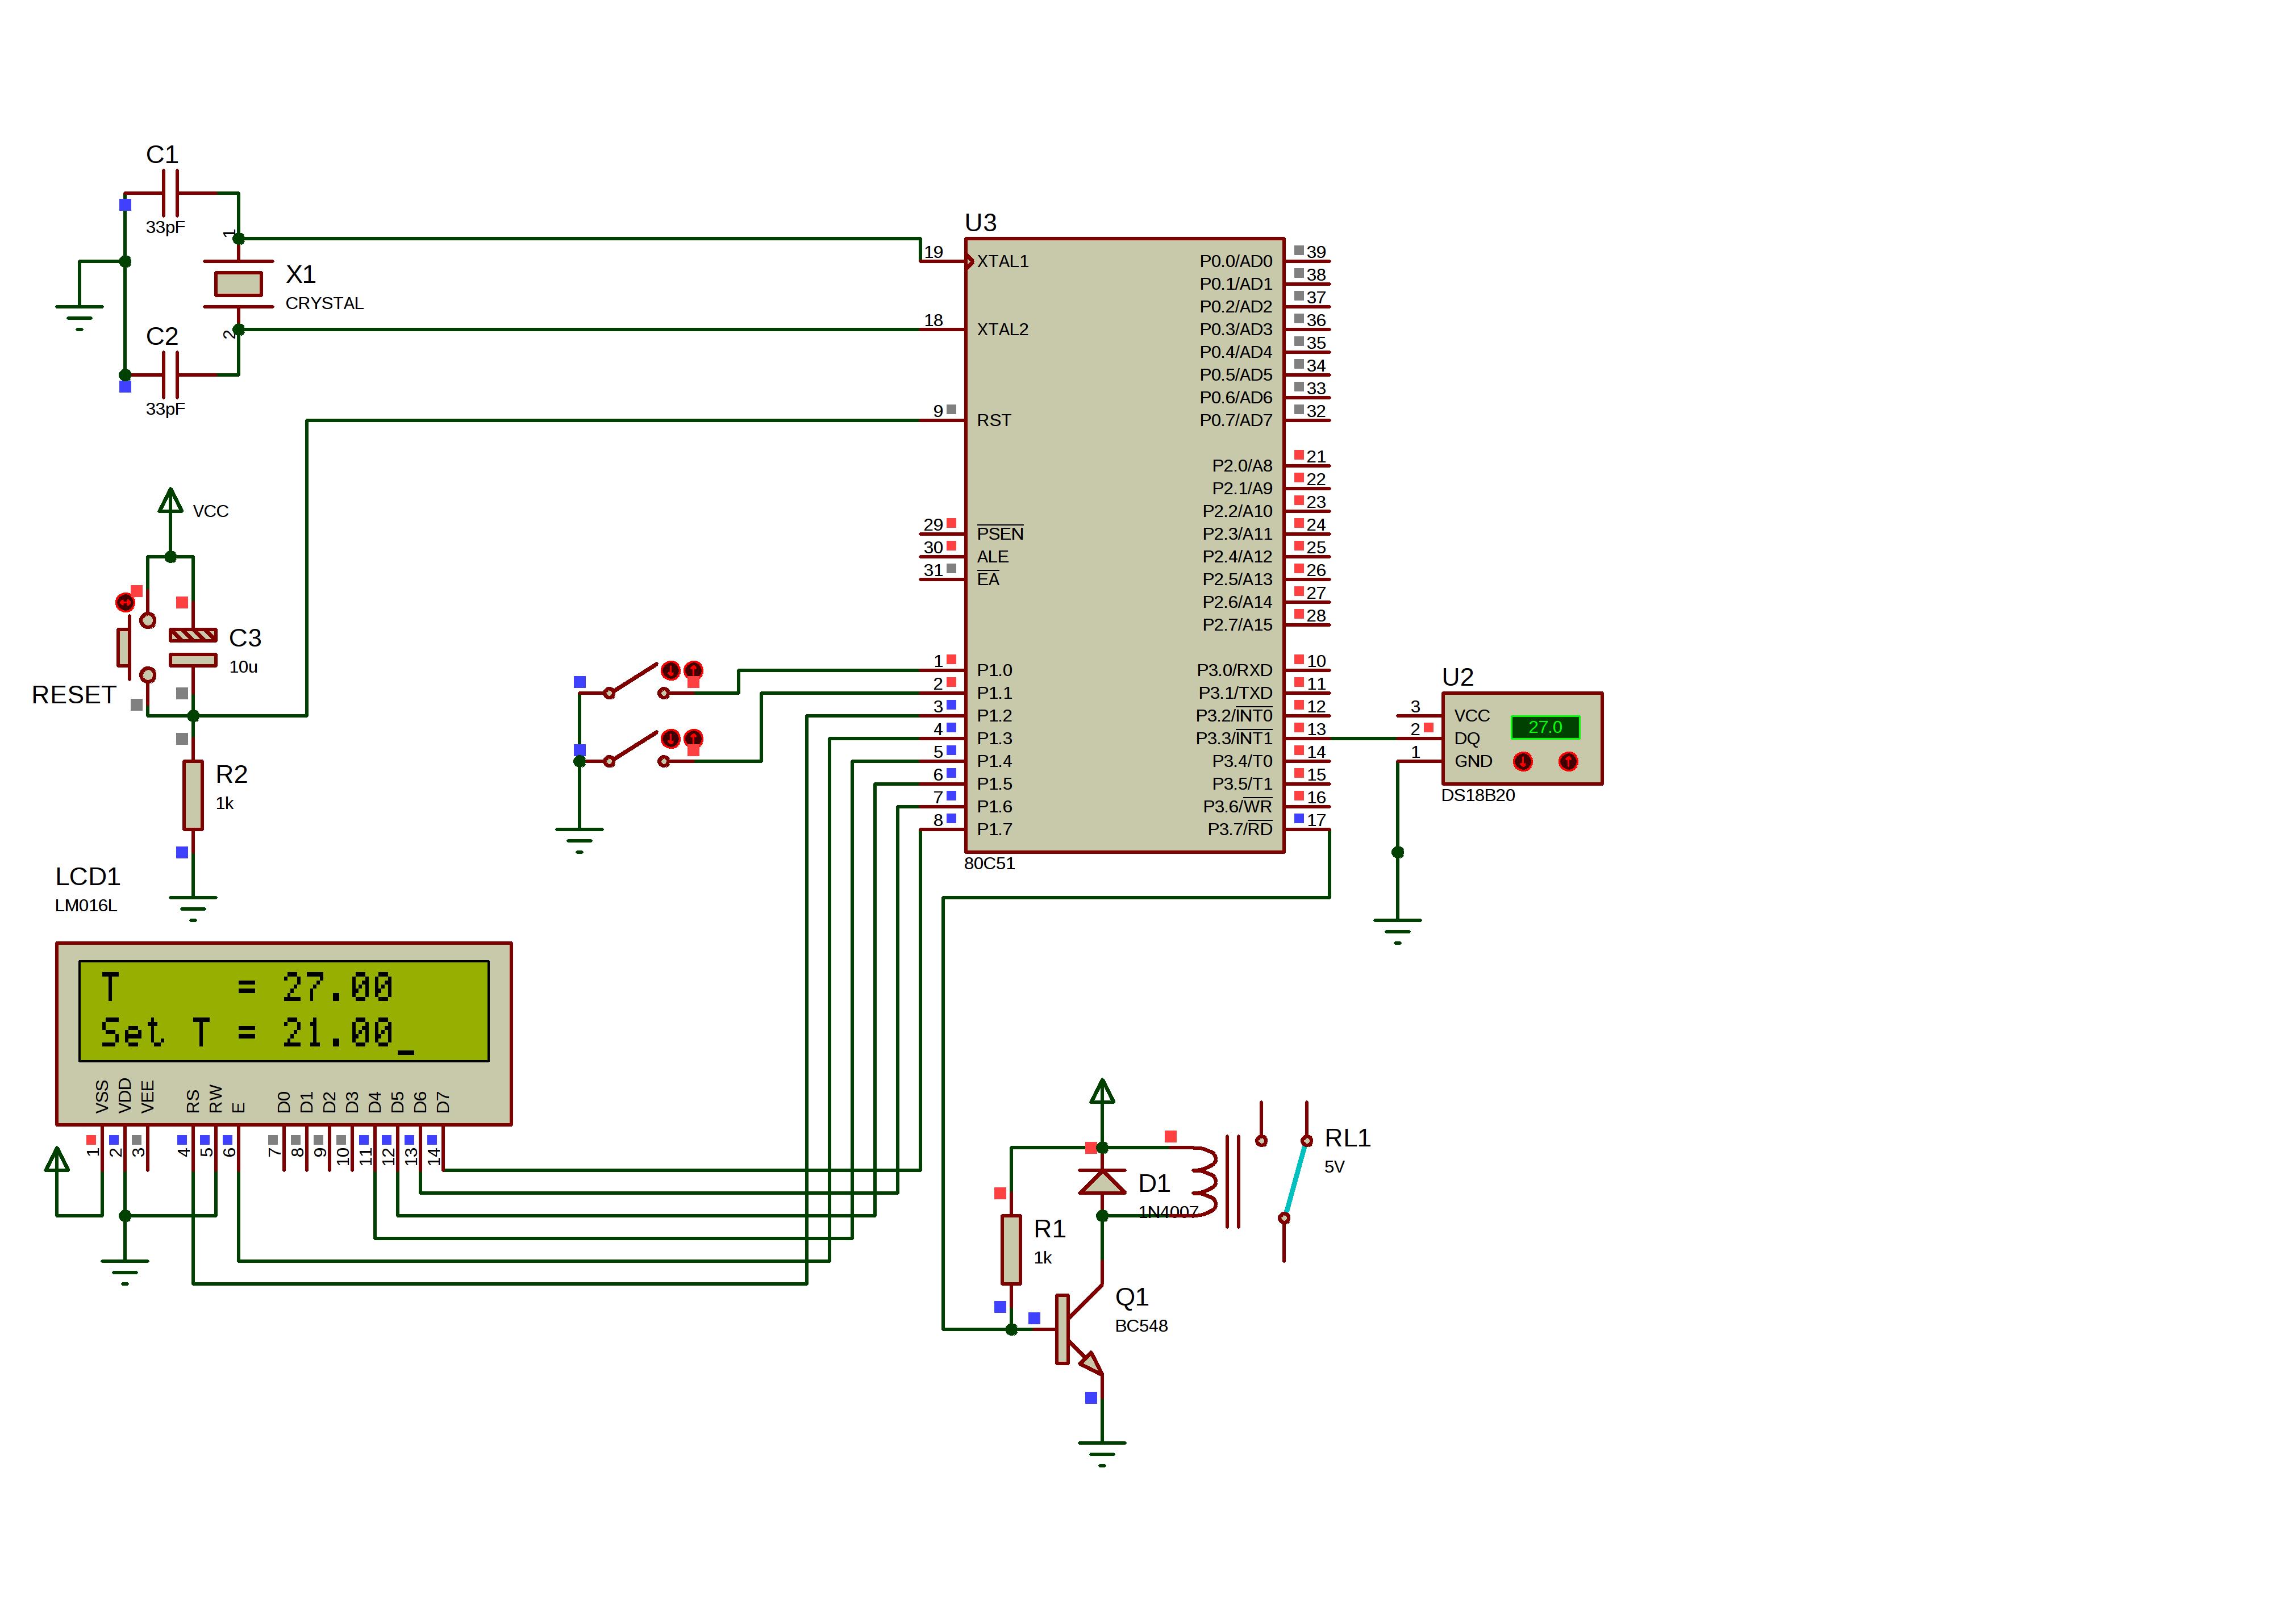 C1
33pF
1
X1
CRYSTAL
2
C2
33pF
VCC
C3
10u
RESET
R2
1k
U3
19 XTAL1
18 XTAL2
9 RST
29 PSEN
30 ALE
31 EA
1 P1.0
2 P1.1
3 P1.2
4 P1.3
5 P1.4
6 P1.5
7 P1.6
8 P1.7
P0.0/AD0 39
P0.1/AD1 38
P0.2/AD2 37
P0.3/AD3 36
P0.4/AD4 35
P0.5/AD5 34
P0.6/AD6 33
P0.7/AD7 32
P2.0/A8 21
P2.1/A9 22
P2.2/A10 23
P2.3/A11 24
P2.4/A12 25
P2.5/A13 26
P2.6/A14 27
P2.7/A15 28
P3.0/RXD 10
P3.1/TXD 11
P3.2/INT0 12
P3.3/INT1 13
P3.4/T0 14
P3.5/T1 15
P3.6/WR 16
P3.7/RD 17
80C51
U2
3 VCC
27.0
2 DQ
1 GND
DS18B20
LCD1
LM016L
T = 27.00
Set T = 21.00_
VSS VDD VEE RS RW E D0 D1 D2 D3 D4 D5 D6 D7
1 2 3 4 5 6 7 8 9 10 11 12 13 14
RL1
5V
D1
1N4007
R1
1k
Q1
BC548